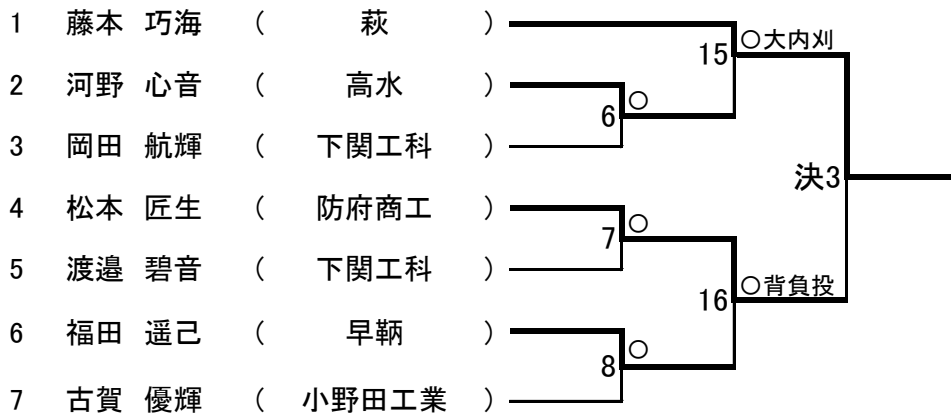 1 藤本 巧海 ( 萩 )
15 ○大内刈
2 河野 心音 ( 高水 )
6 ○
3 岡田 航輝 ( 下関工科 )
決3
4 松本 匠生 ( 防府商工 )
7 ○
5 渡邉 碧音 ( 下関工科 )
16 ○背負投
6 福田 遥己 ( 早鞆 )
8 ○
7 古賀 優輝 ( 小野田工業 )